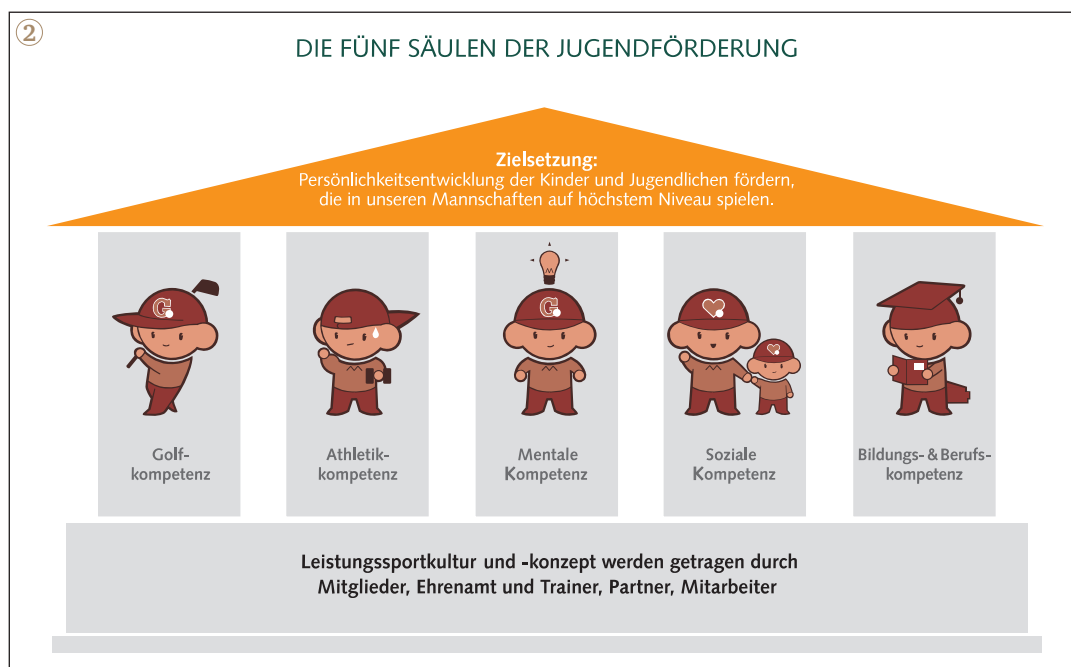 ②
DIE FÜNF SÄULEN DER JUGENDFÖRDERUNG
Zielsetzung:
Persönlichkeitsentwicklung der Kinder und Jugendlichen fördern,
die in unseren Mannschaften auf höchstem Niveau spielen.
G
G
Golf-
kompetenz
Athletik-
kompetenz
Mentale
Kompetenz
Soziale
Kompetenz
Bildungs- & Berufs-
kompetenz
Leistungssportkultur und -konzept werden getragen durch
Mitglieder, Ehrenamt und Trainer, Partner, Mitarbeiter